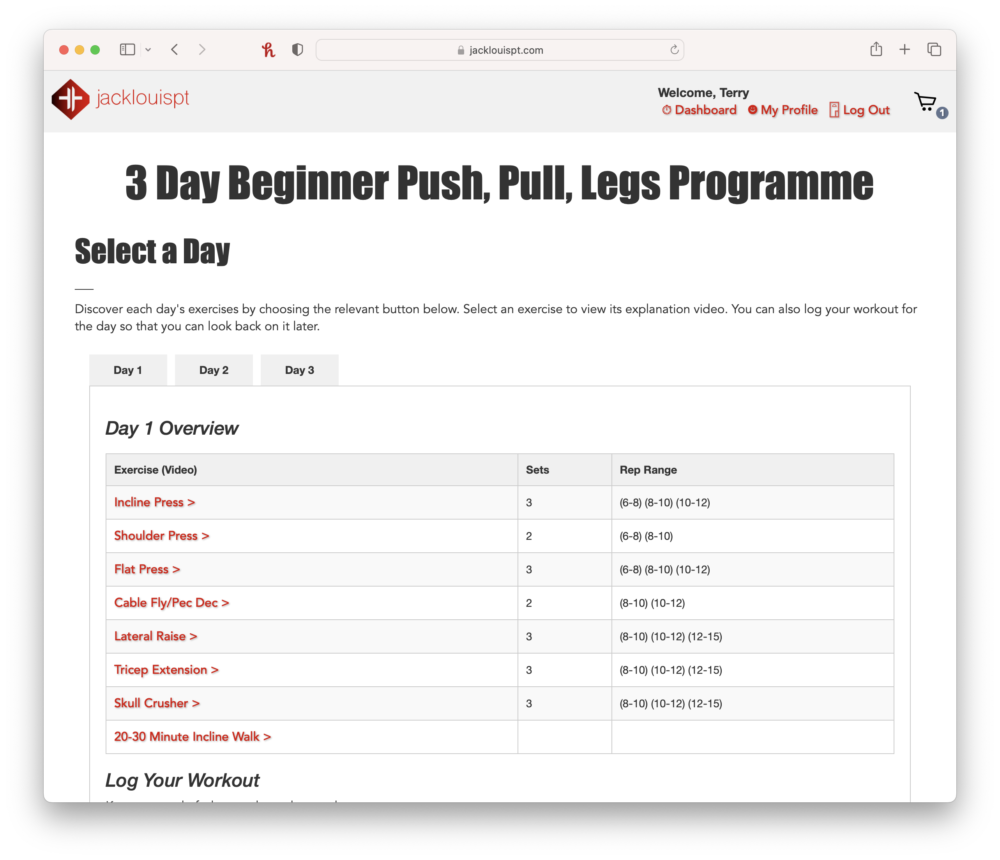 jacklouispt.com
jacklouispt
Welcome, Terry
Dashboard My Profile Log Out
1
3 Day Beginner Push, Pull, Legs Programme
Select a Day
Discover each day's exercises by choosing the relevant button below. Select an exercise to view its explanation video. You can also log your workout for
the day so that you can look back on it later.
Day 1 Day 2 Day 3
Day 1 Overview
Exercise (Video) Sets Rep Range
Incline Press > 3 (6-8) (8-10) (10-12)
Shoulder Press > 2 (6-8) (8-10)
Flat Press > 3 (6-8) (8-10) (10-12)
Cable Fly/Pec Dec > 2 (8-10) (10-12)
Lateral Raise > 3 (8-10) (10-12) (12-15)
Tricep Extension > 3 (8-10) (10-12) (12-15)
Skull Crusher > 3 (8-10) (10-12) (12-15)
20-30 Minute Incline Walk >
Log Your Workout